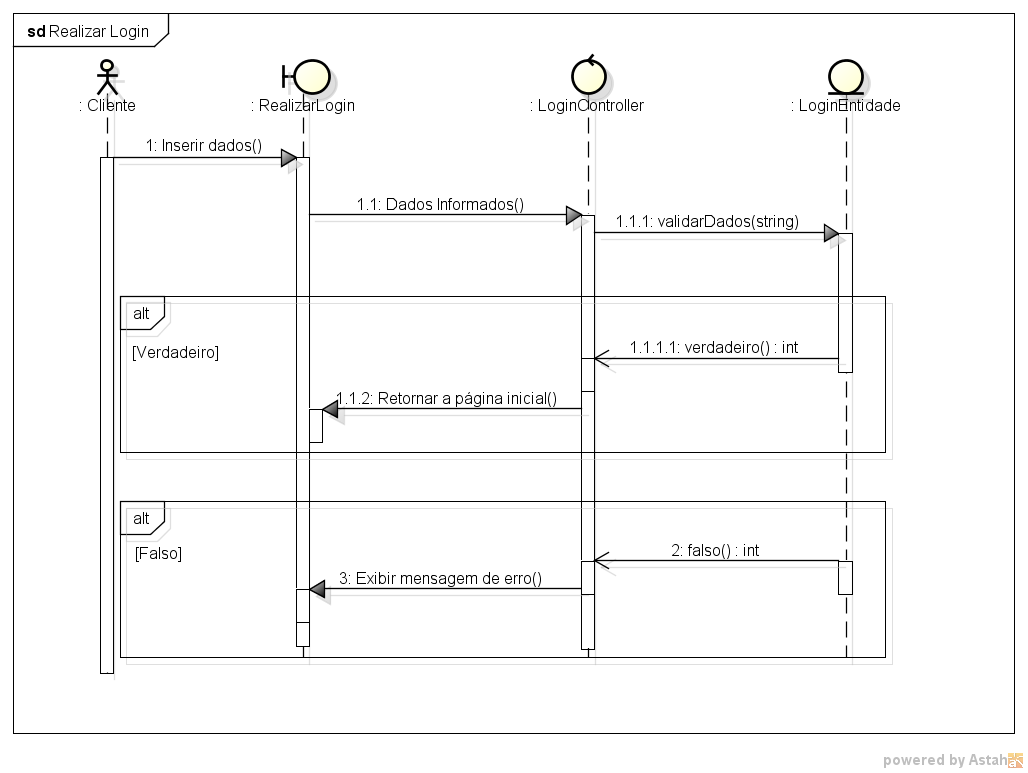 sd Realizar Login
: Cliente
: RealizarLogin
: LoginController
: LoginEntidade
1: Inserir dados()
1.1: Dados Informados()
1.1.1: validarDados(string)
alt
[Verdadeiro]
1.1.1.1: verdadeiro() : int
1.1.2: Retornar a página inicial()
alt
[Falso]
2: falso() : int
3: Exibir mensagem de erro()
powered by Astah